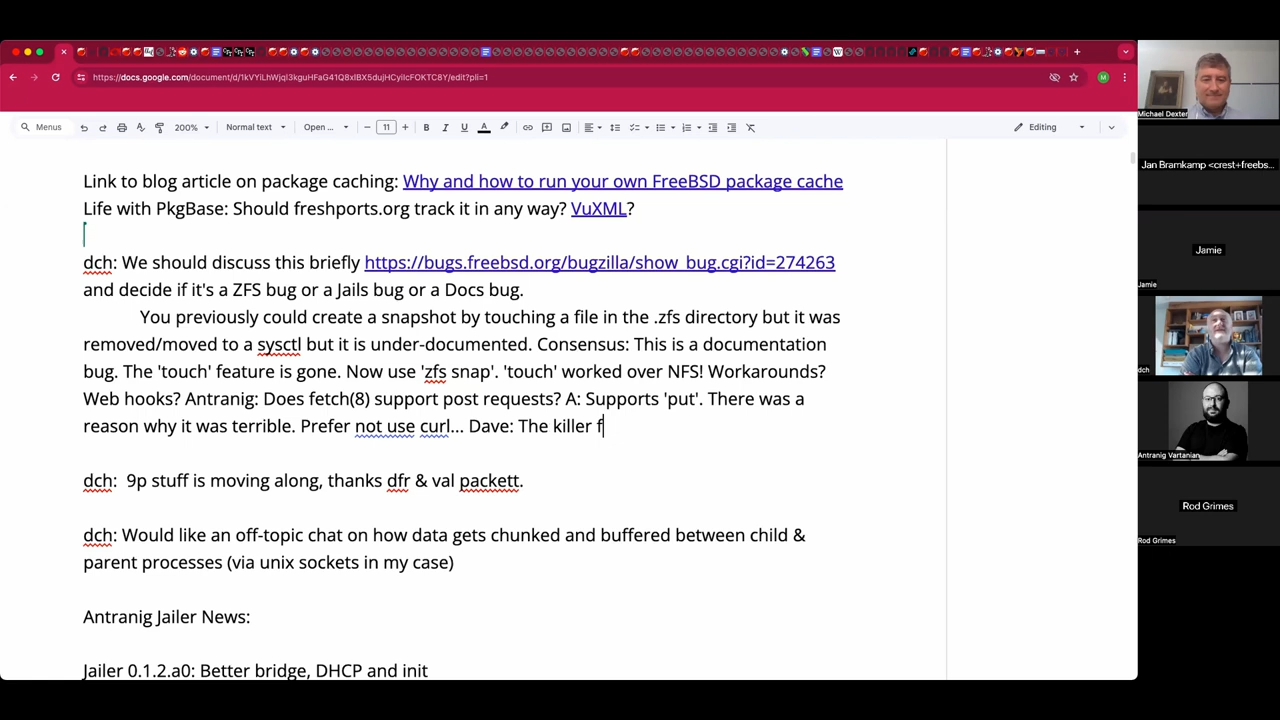 https://docs.google.com/document/d/1kVYiLhWjqI3kguHFaG41Q8xIBX5dujHCyiIcFOKTC8Y/edit?pli=1
M
Menus
200%
Normal text
Open ...
11
Editing
Link to blog article on package caching: Why and how to run your own FreeBSD package cache
Life with PkgBase: Should freshports.org track it in any way? VuXML?
dch: We should discuss this briefly https://bugs.freebsd.org/bugzilla/show_bug.cgi?id=274263
and decide if it's a ZFS bug or a Jails bug or a Docs bug.
You previously could create a snapshot by touching a file in the .zfs directory but it was
removed/moved to a sysctl but it is under-documented. Consensus: This is a documentation
bug. The 'touch' feature is gone. Now use 'zfs snap'. 'touch' worked over NFS! Workarounds?
Web hooks? Antranig: Does fetch(8) support post requests? A: Supports 'put'. There was a
reason why it was terrible. Prefer not use curl... Dave: The killer f
dch:  9p stuff is moving along, thanks dfr & val packett.
dch: Would like an off-topic chat on how data gets chunked and buffered between child &
parent processes (via unix sockets in my case)
Antranig Jailer News:
Jailer 0.1.2.a0: Better bridge, DHCP and init
Michael Dexter
Jan Bramkamp <crest+freebs...
Jamie
Jamie
dch
Antranig Vartanian
Rod Grimes
Rod Grimes